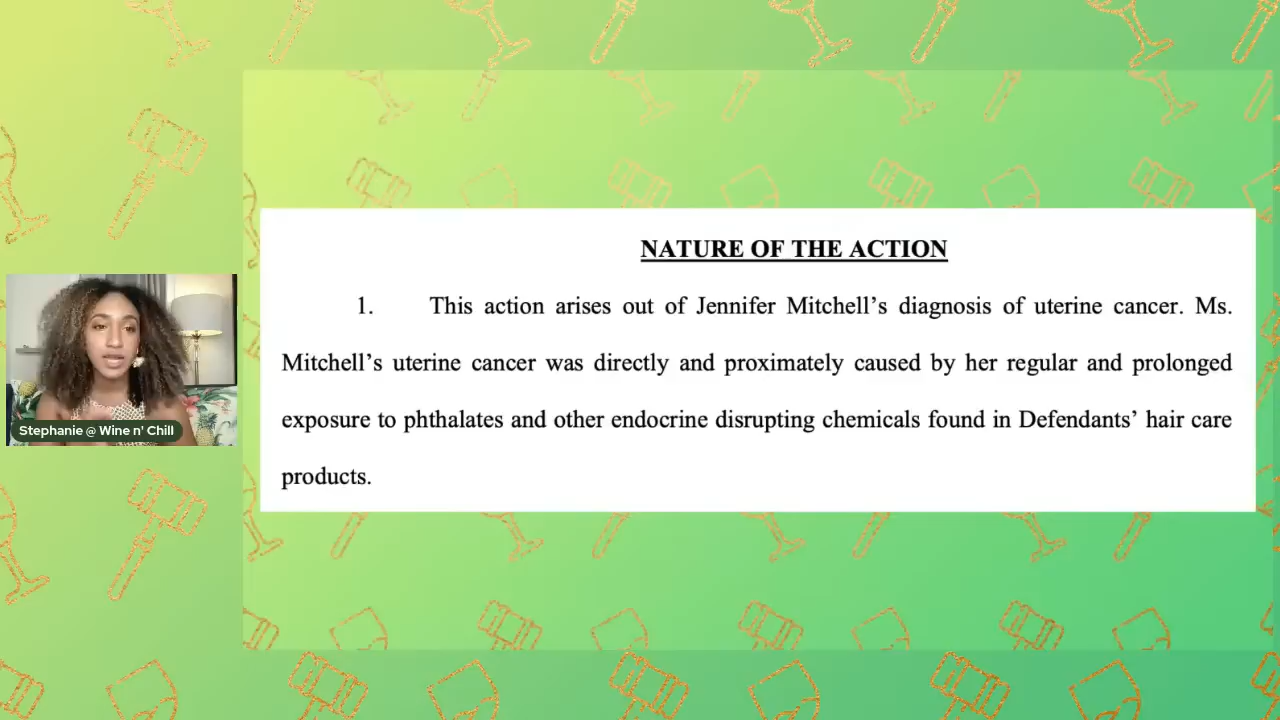 NATURE OF THE ACTION
1. This action arises out of Jennifer Mitchell’s diagnosis of uterine cancer. Ms.
Mitchell’s uterine cancer was directly and proximately caused by her regular and prolonged
exposure to phthalates and other endocrine disrupting chemicals found in Defendants’ hair care
products.
Stephanie @ Wine n' Chill